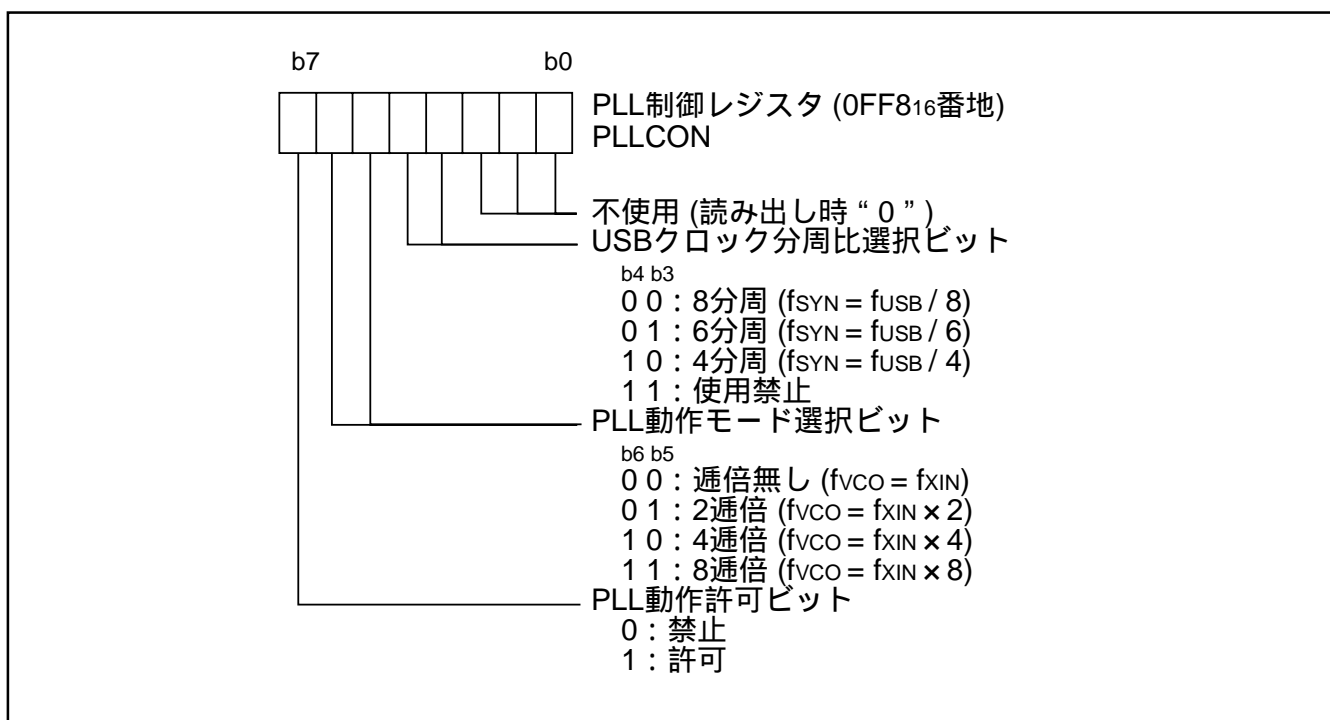 b7 b0
PLL制御レジスタ (0FF816番地)
PLLCON
不使用 (読み出し時 “ 0 ” )
USBクロック分周比選択ビット
b4 b3
0 0 : 8分周 (fSYN = fUSB / 8)
0 1 : 6分周 (fSYN = fUSB / 6)
1 0 : 4分周 (fSYN = fUSB / 4)
1 1 : 使用禁止
PLL動作モード選択ビット
b6 b5
0 0 : 逓倍無し (fVCO = fXIN)
0 1 : 2逓倍 (fVCO = fXIN × 2)
1 0 : 4逓倍 (fVCO = fXIN × 4)
1 1 : 8逓倍 (fVCO = fXIN × 8)
PLL動作許可ビット
0 : 禁止
1 : 許可